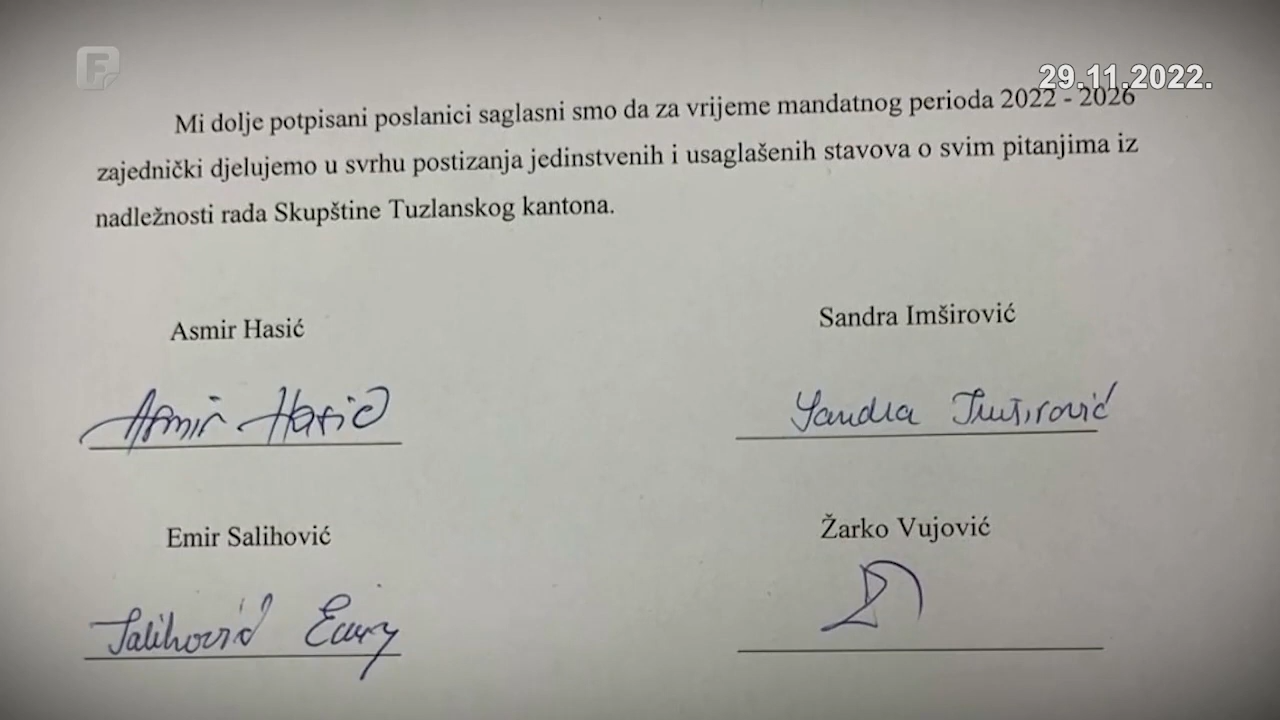 F
29.11.2022.
Mi dolje potpisani poslanici saglasni smo da za vrijeme mandatnog perioda 2022 - 2026
zajednički djelujemo u svrhu postizanja jedinstvenih i usaglašenih stavova o svim pitanjima iz
nadležnosti rada Skupštine Tuzlanskog kantona.
Asmir Hasić
Sandra Imširović
Asmir Hasić
Sandra Imširović
Emir Salihović
Žarko Vujović
Salihović Emir